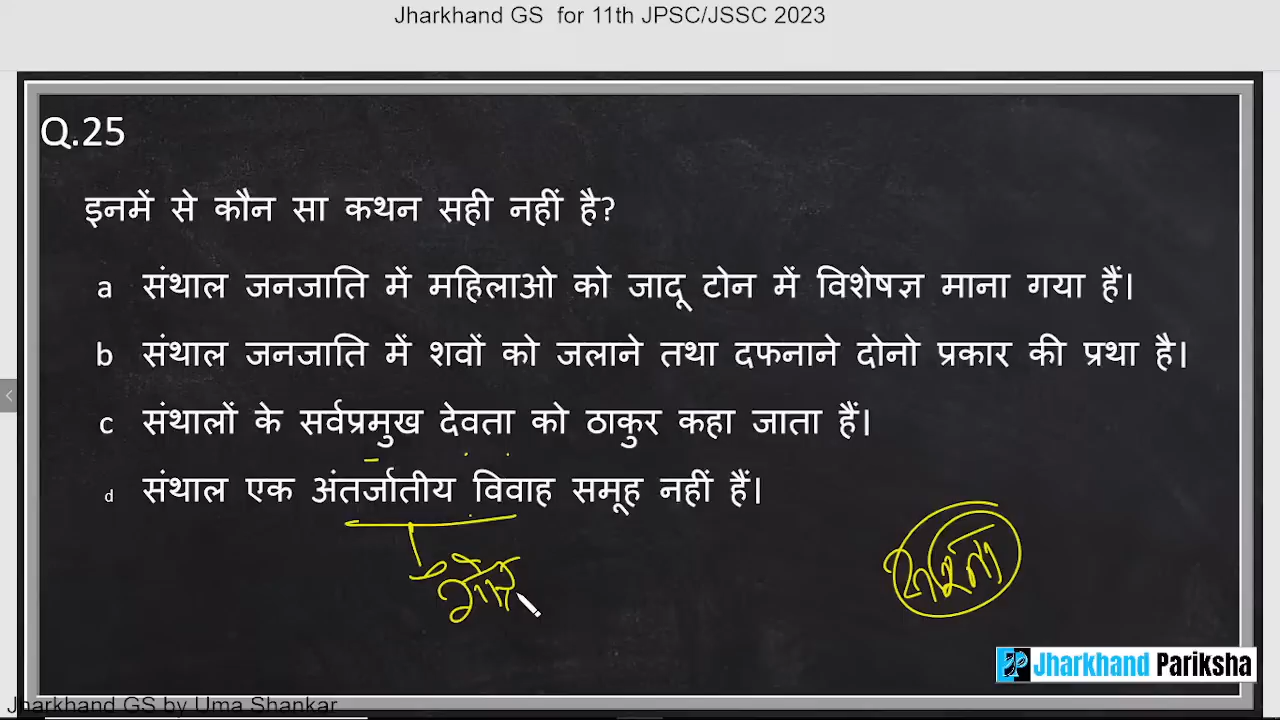 Jharkhand GS for 11th JPSC/JSSC 2023
Q.25
इनमें से कौन सा कथन सही नहीं है?
a संथाल जनजाति में महिलाओ को जादू टोन में विशेषज्ञ माना गया हैं।
b संथाल जनजाति में शवों को जलाने तथा दफनाने दोनो प्रकार की प्रथा है।
c संथालों के सर्वप्रमुख देवता को ठाकुर कहा जाता हैं।
d संथाल एक अंतर्जातीय विवाह समूह नहीं हैं।
Jharkhand Pariksha
Jharkhand GS by Uma Shankar